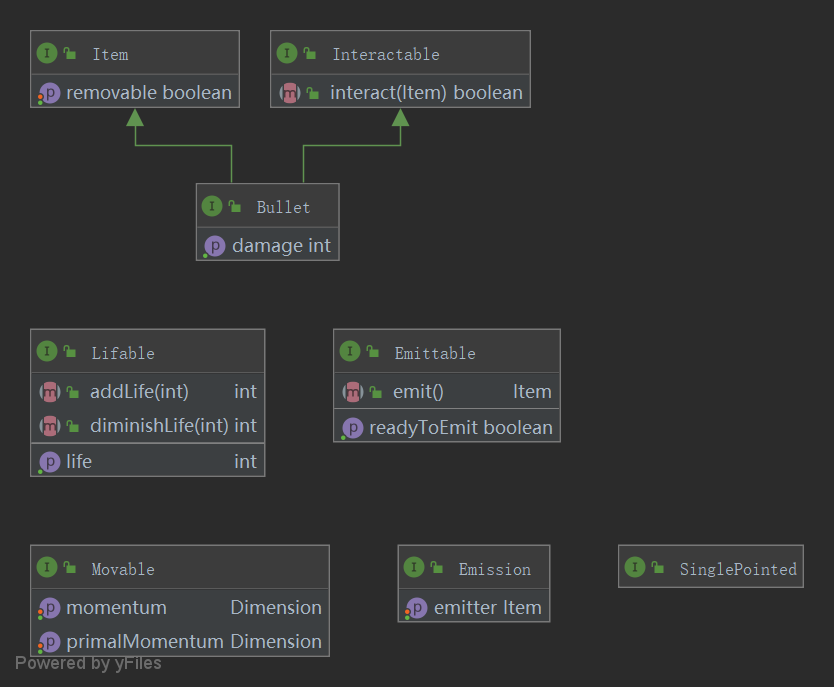 Item
removable boolean
Interactable
interact(Item) boolean
Bullet
damage int
Lifable
addLife(int) int
diminishLife(int) int
life int
Emittable
emit() Item
readyToEmit boolean
Movable
momentum Dimension
primalMomentum Dimension
Emission
emitter Item
SinglePointed
Powered by yFiles